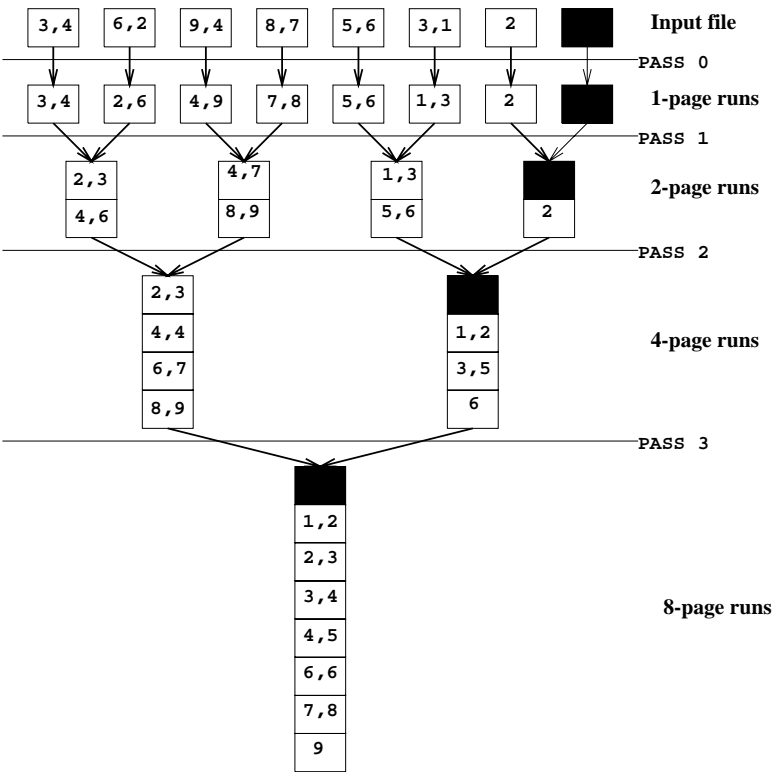 3,4 6,2 9,4 8,7 5,6 3,1 2 Input file
PASS 0
3,4 2,6 4,9 7,8 5,6 1,3 2 1-page runs
PASS 1
2,3 4,7 1,3 2-page runs
4,6 8,9 5,6 2
PASS 2
2,3
4,4 1,2 4-page runs
6,7 3,5
8,9 6
PASS 3
1,2
2,3
3,4 8-page runs
4,5
6,6
7,8
9